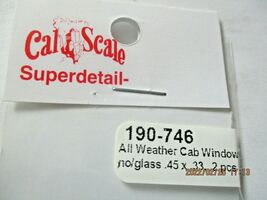 Cal Scale
Superdetail-
190-746
All Weather Cab Window
no/glass .45 x .33 2 pcs